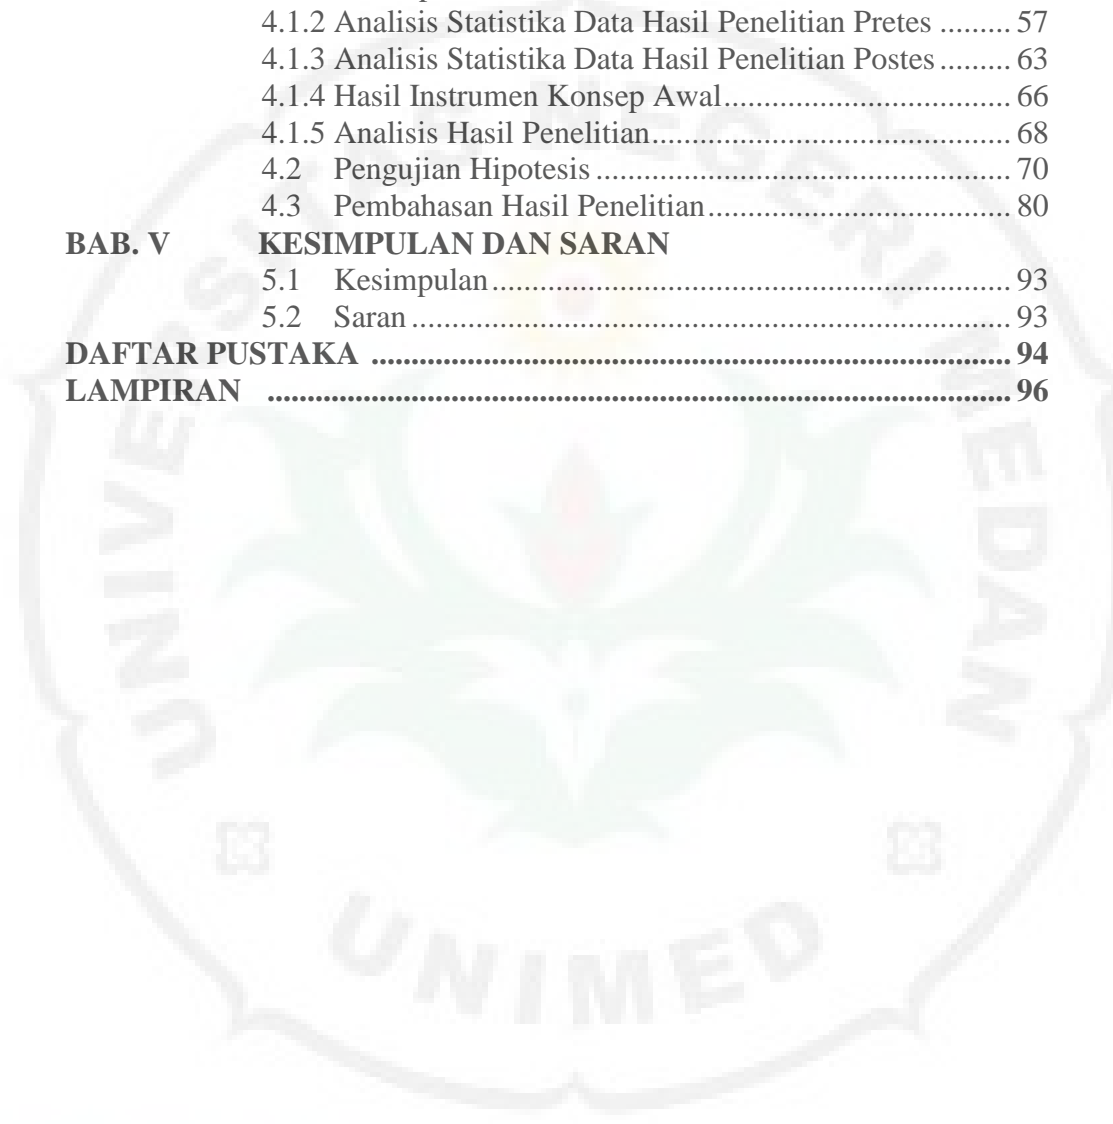 4.1.2 Analisis Statistika Data Hasil Penelitian Pretes ......... 57
4.1.3 Analisis Statistika Data Hasil Penelitian Postes ......... 63
4.1.4 Hasil Instrumen Konsep Awal.................................... 66
4.1.5 Analisis Hasil Penelitian............................................. 68
4.2 Pengujian Hipotesis .................................................... 70
4.3 Pembahasan Hasil Penelitian...................................... 80
BAB. V KESIMPULAN DAN SARAN
5.1 Kesimpulan ................................................................. 93
5.2 Saran ........................................................................... 93
DAFTAR PUSTAKA ................................................................................ 94
LAMPIRAN ............................................................................................. 96
UNIVERSITAS NEGERI MEDAN
UNIMED